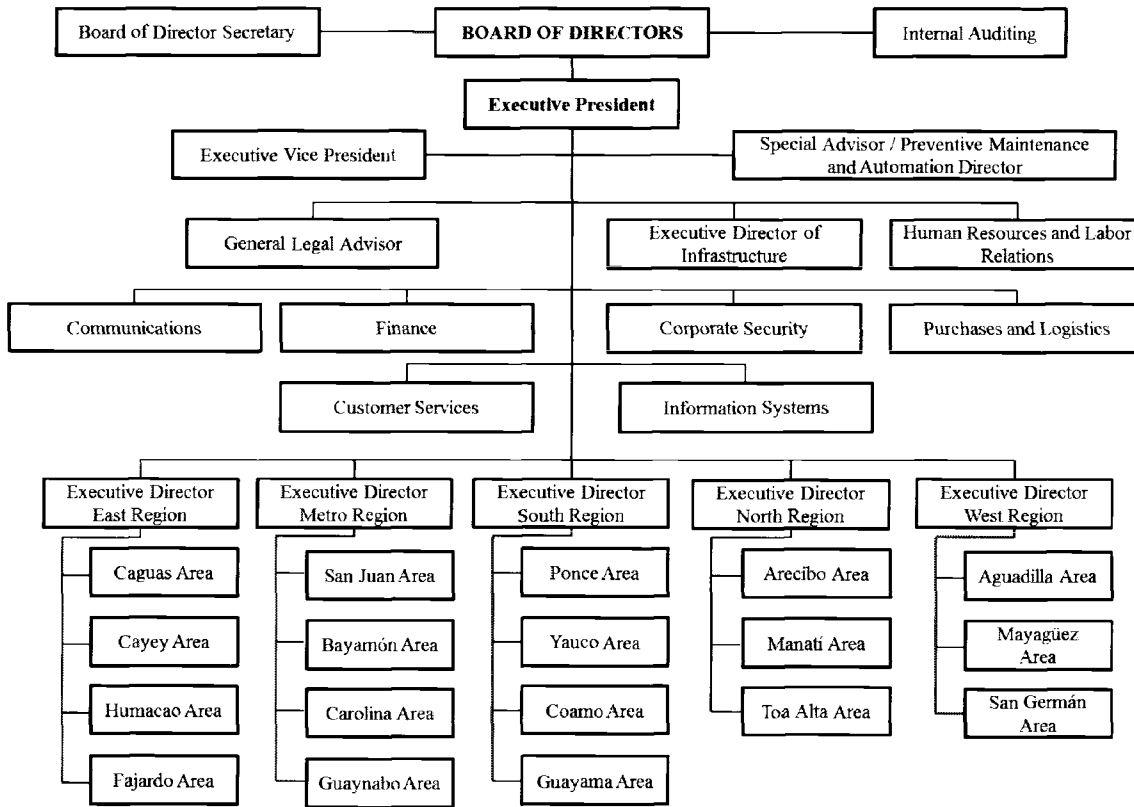 Board of Director Secretary
BOARD OF DIRECTORS
Internal Auditing
Executive President
Executive Vice President
Special Advisor / Preventive Maintenance
and Automation Director
General Legal Advisor
Executive Director of
Infrastructure
Human Resources and Labor
Relations
Communications
Finance
Corporate Security
Purchases and Logistics
Customer Services
Information Systems
Executive Director
East Region
Executive Director
Metro Region
Executive Director
South Region
Executive Director
North Region
Executive Director
West Region
Caguas Area
San Juan Area
Ponce Area
Arecibo Area
Aguadilla Area
Cayey Area
Bayamón Area
Yauco Area
Manatí Area
Mayagüez
Area
Humacao Area
Carolina Area
Coamo Area
Toa Alta Area
San Germán
Area
Fajardo Area
Guaynabo Area
Guayama Area